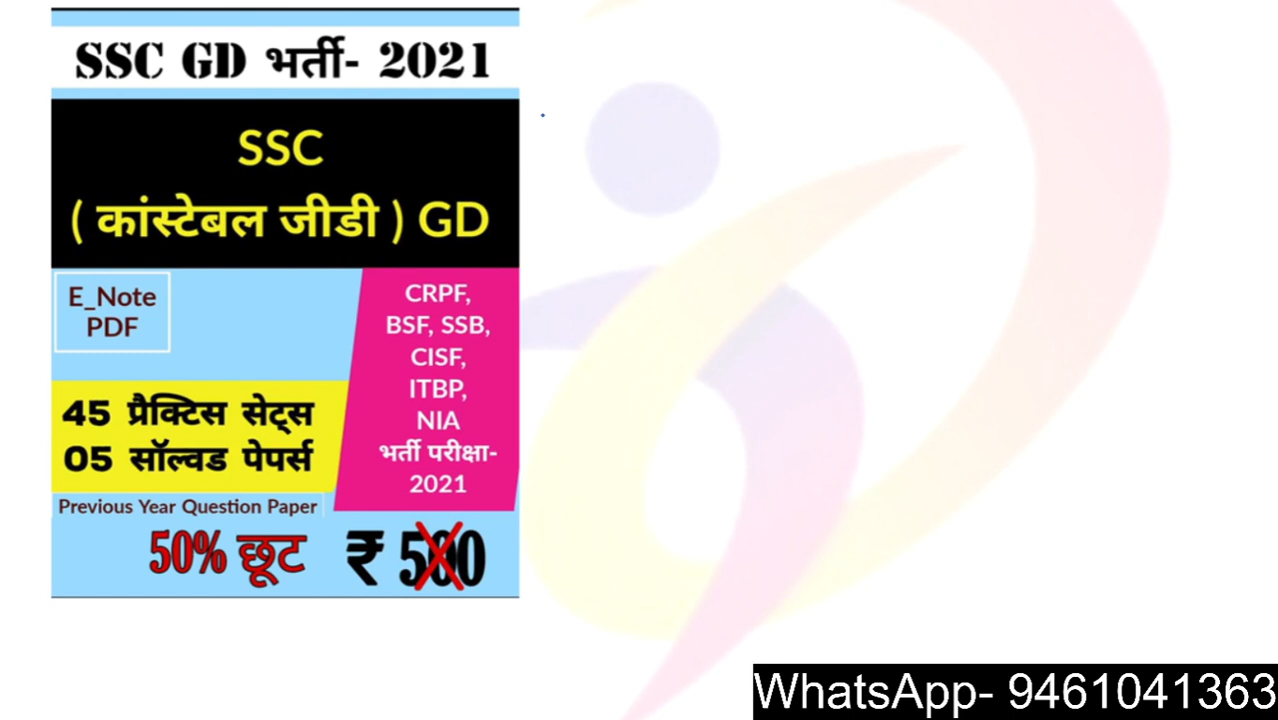 SSC GD भर्ती- 2021
SSC
( कांस्टेबल जीडी ) GD
E_Note
PDF
CRPF,
BSF, SSB,
CISF,
ITBP,
NIA
भर्ती परीक्षा-
2021
45 प्रैक्टिस सेट्स
05 सॉल्वड पेपर्स
Previous Year Question Paper
50% छूट ₹ 500
WhatsApp- 9461041363